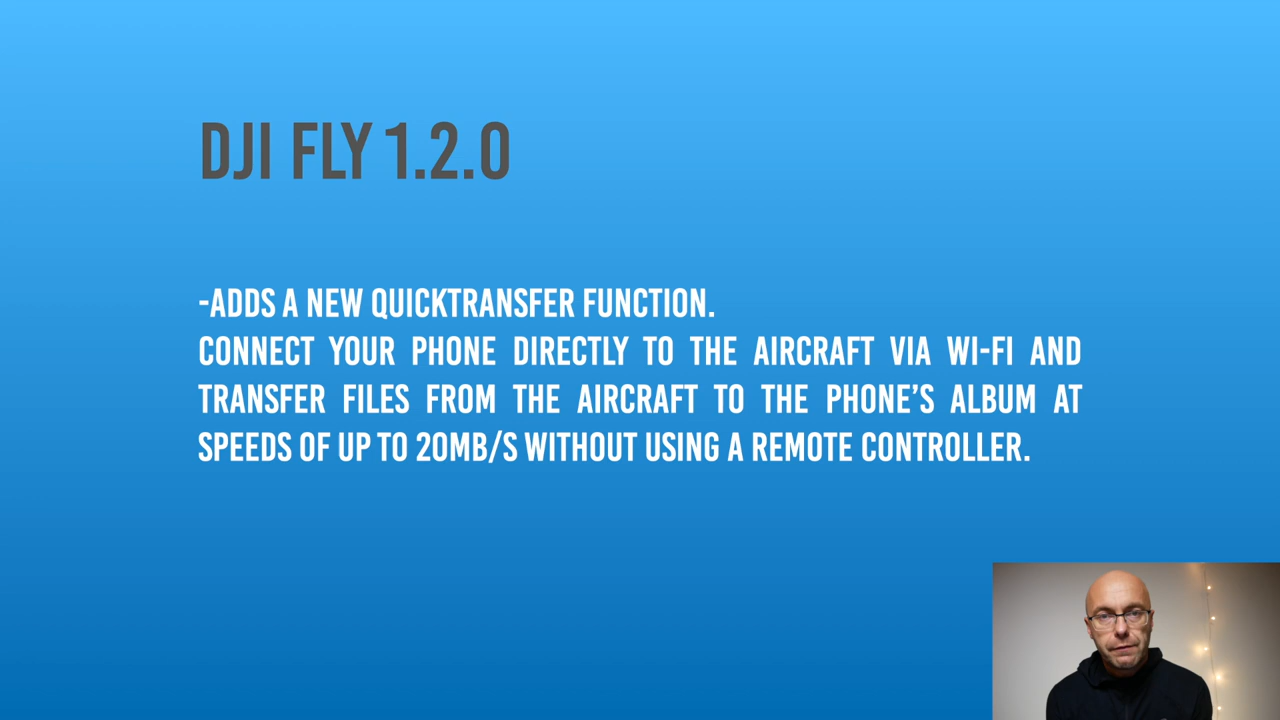 DJI FLY 1.2.0
-ADDS A NEW QUICKTRANSFER FUNCTION.
CONNECT YOUR PHONE DIRECTLY TO THE AIRCRAFT VIA WI-FI AND
TRANSFER FILES FROM THE AIRCRAFT TO THE PHONE’S ALBUM AT
SPEEDS OF UP TO 20MB/S WITHOUT USING A REMOTE CONTROLLER.